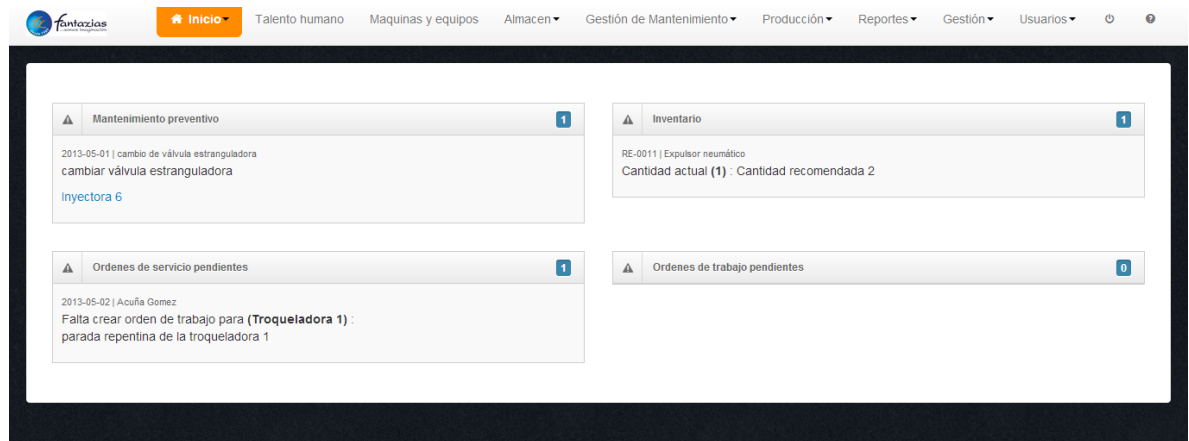 fantazias
...somos imaginación
Inicio
Talento humano
Maquinas y equipos
Almacen
Gestión de Mantenimiento
Producción
Reportes
Gestión
Usuarios
Mantenimiento preventivo 1
2013-05-01 | cambio de válvula estranguladora
cambiar válvula estranguladora
Inyectora 6
Inventario 1
RE-0011 | Expulsor neumático
Cantidad actual (1) : Cantidad recomendada 2
Ordenes de servicio pendientes 1
2013-05-02 | Acuña Gomez
Falta crear orden de trabajo para (Troqueladora 1) :
parada repentina de la troqueladora 1
Ordenes de trabajo pendientes 0